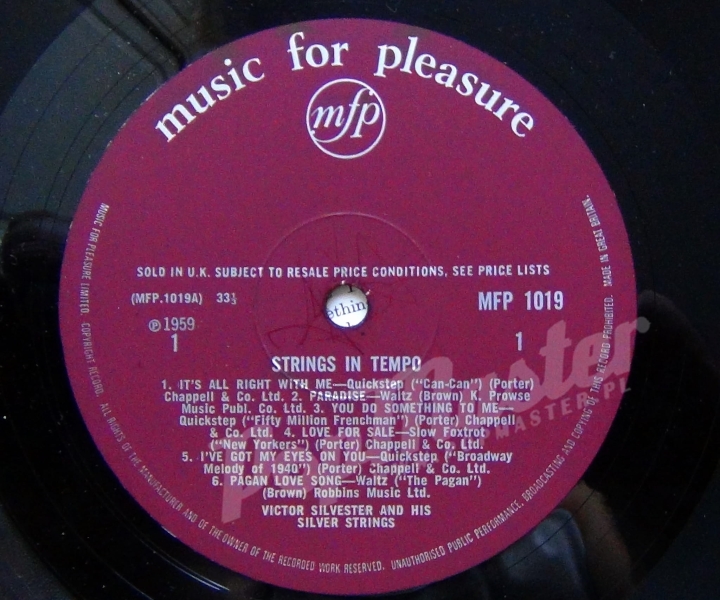 music for pleasure
mfp
SOLD IN U.K. SUBJECT TO RESALE PRICE CONDITIONS, SEE PRICE LISTS
(MFP.1019A) 33⅓
MFP 1019
ethin
℗1959
1
1
STRINGS IN TEMPO
1. IT'S ALL RIGHT WITH ME—Quickstep ("Can-Can") (Porter)
Chappell & Co. Ltd. 2. PARADISE—Waltz (Brown) K. Prowse
Music Publ. Co. Ltd. 3. YOU DO SOMETHING TO ME—
Quickstep ("Fifty Million Frenchman") (Porter) Chappell
& Co. Ltd. 4. LOVE FOR SALE—Slow Foxtrot
("New Yorkers") (Porter) Chappell & Co. Ltd.
5. I'VE GOT MY EYES ON YOU—Quickstep ("Broadway
Melody of 1940") (Porter) Chappell & Co. Ltd.
6. PAGAN LOVE SONG—Waltz ("The Pagan")
(Brown) Robbins Music Ltd.
VICTOR SILVESTER AND HIS
SILVER STRINGS
MUSIC FOR PLEASURE LIMITED. COPYRIGHT RECORD. ALL RIGHTS OF THE MANUFACTURER AND OF THE OWNER OF THE RECORDED WORK RESERVED. UNAUTHORISED PUBLIC PERFORMANCE, BROADCASTING AND COPYING OF THIS RECORD PROHIBITED. MADE IN GREAT BRITAIN.